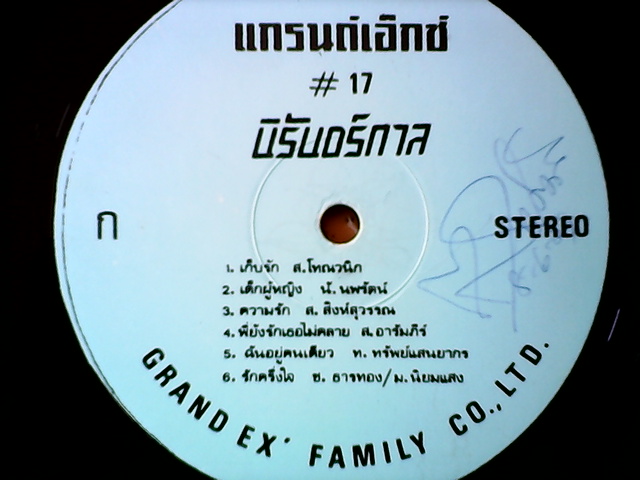 แกรนด์เอ็กซ์
# 17
นิรันดร์กาล
ก
STEREO
1. เก็บรัก ส.โทณวนิก
2. เด็กผู้หญิง น้. นพรัตน์
3. ความรัก ส. สิงห์สุวรรณ
4. พี่ยังรักเธอไม่คลาย ส.อารัมภีร์
5. ฉันอยู่คนเดียว ท. ทรัพย์แสนยากร
6. รักครึ่งใจ ช. ธารทอง/ม. นิยมแสง
GRAND EX' FAMILY CO., LTD.